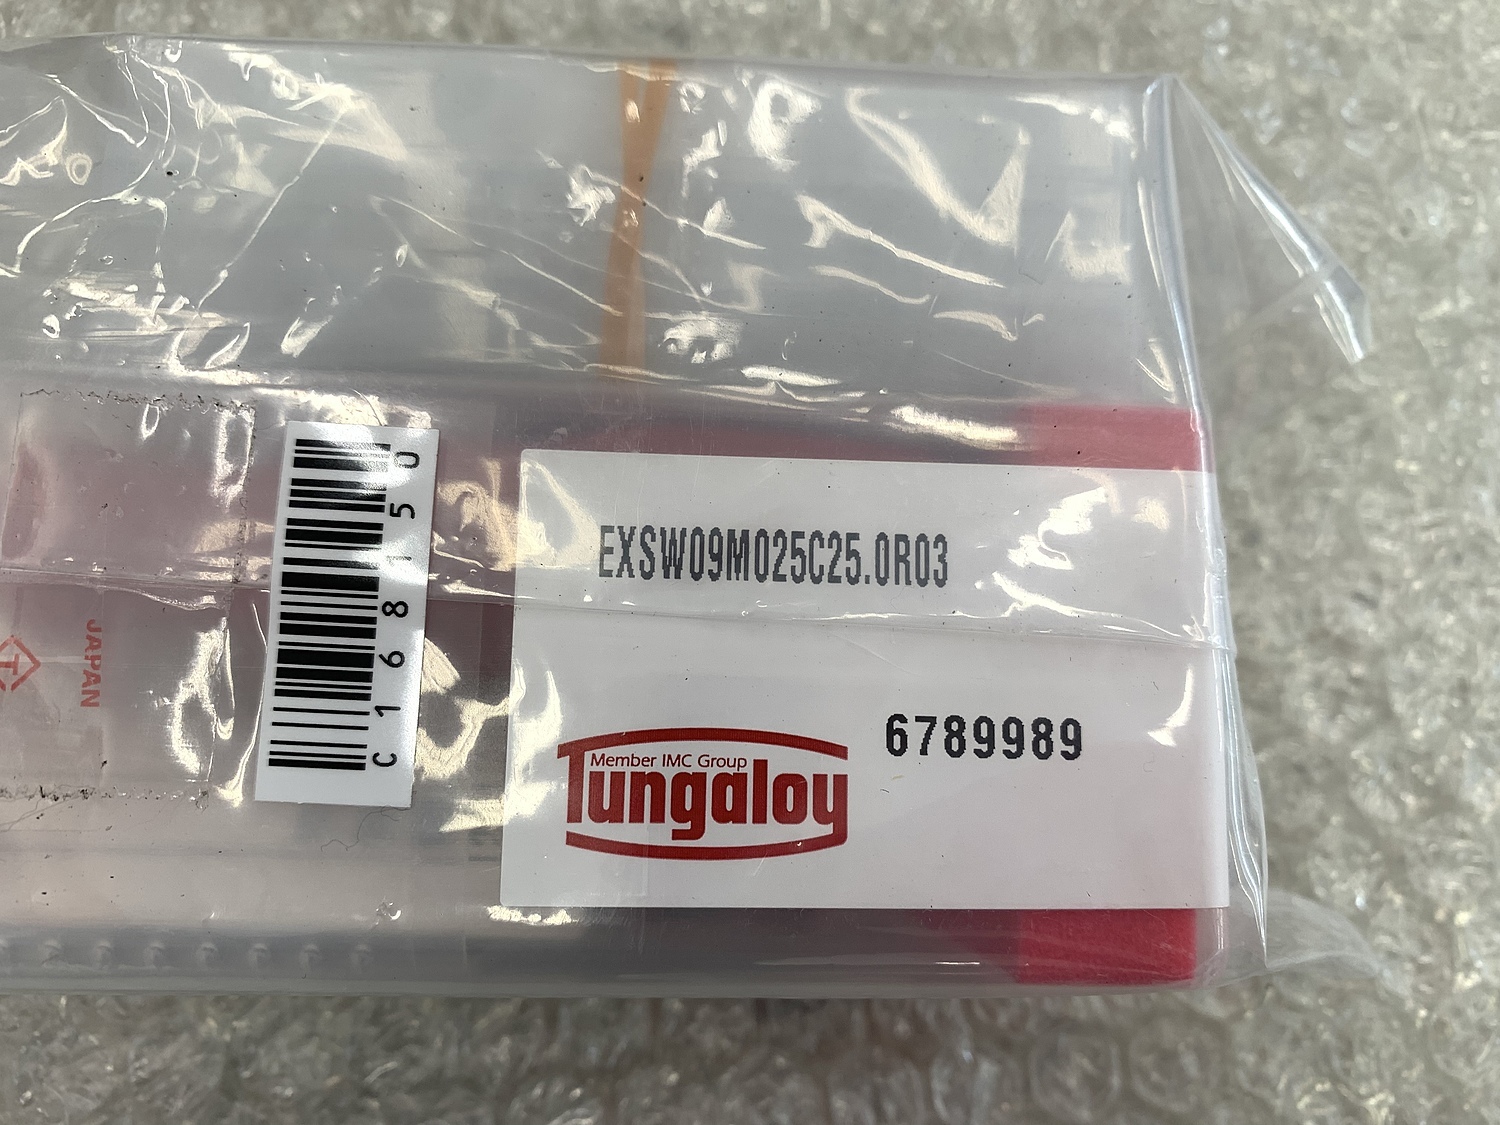 EXSW09M025C25.0R03
6789989
Member IMC Group
Tungaloy
C168150
JAPAN
T